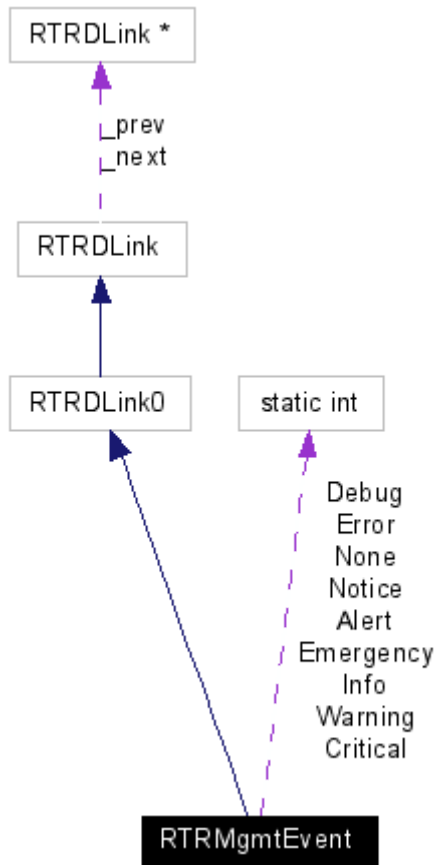 RTRDLink *
_prev
_next
RTRDLink
RTRDLink0
static int
Debug
Error
None
Notice
Alert
Emergency
Info
Warning
Critical
RTRMgmtEvent